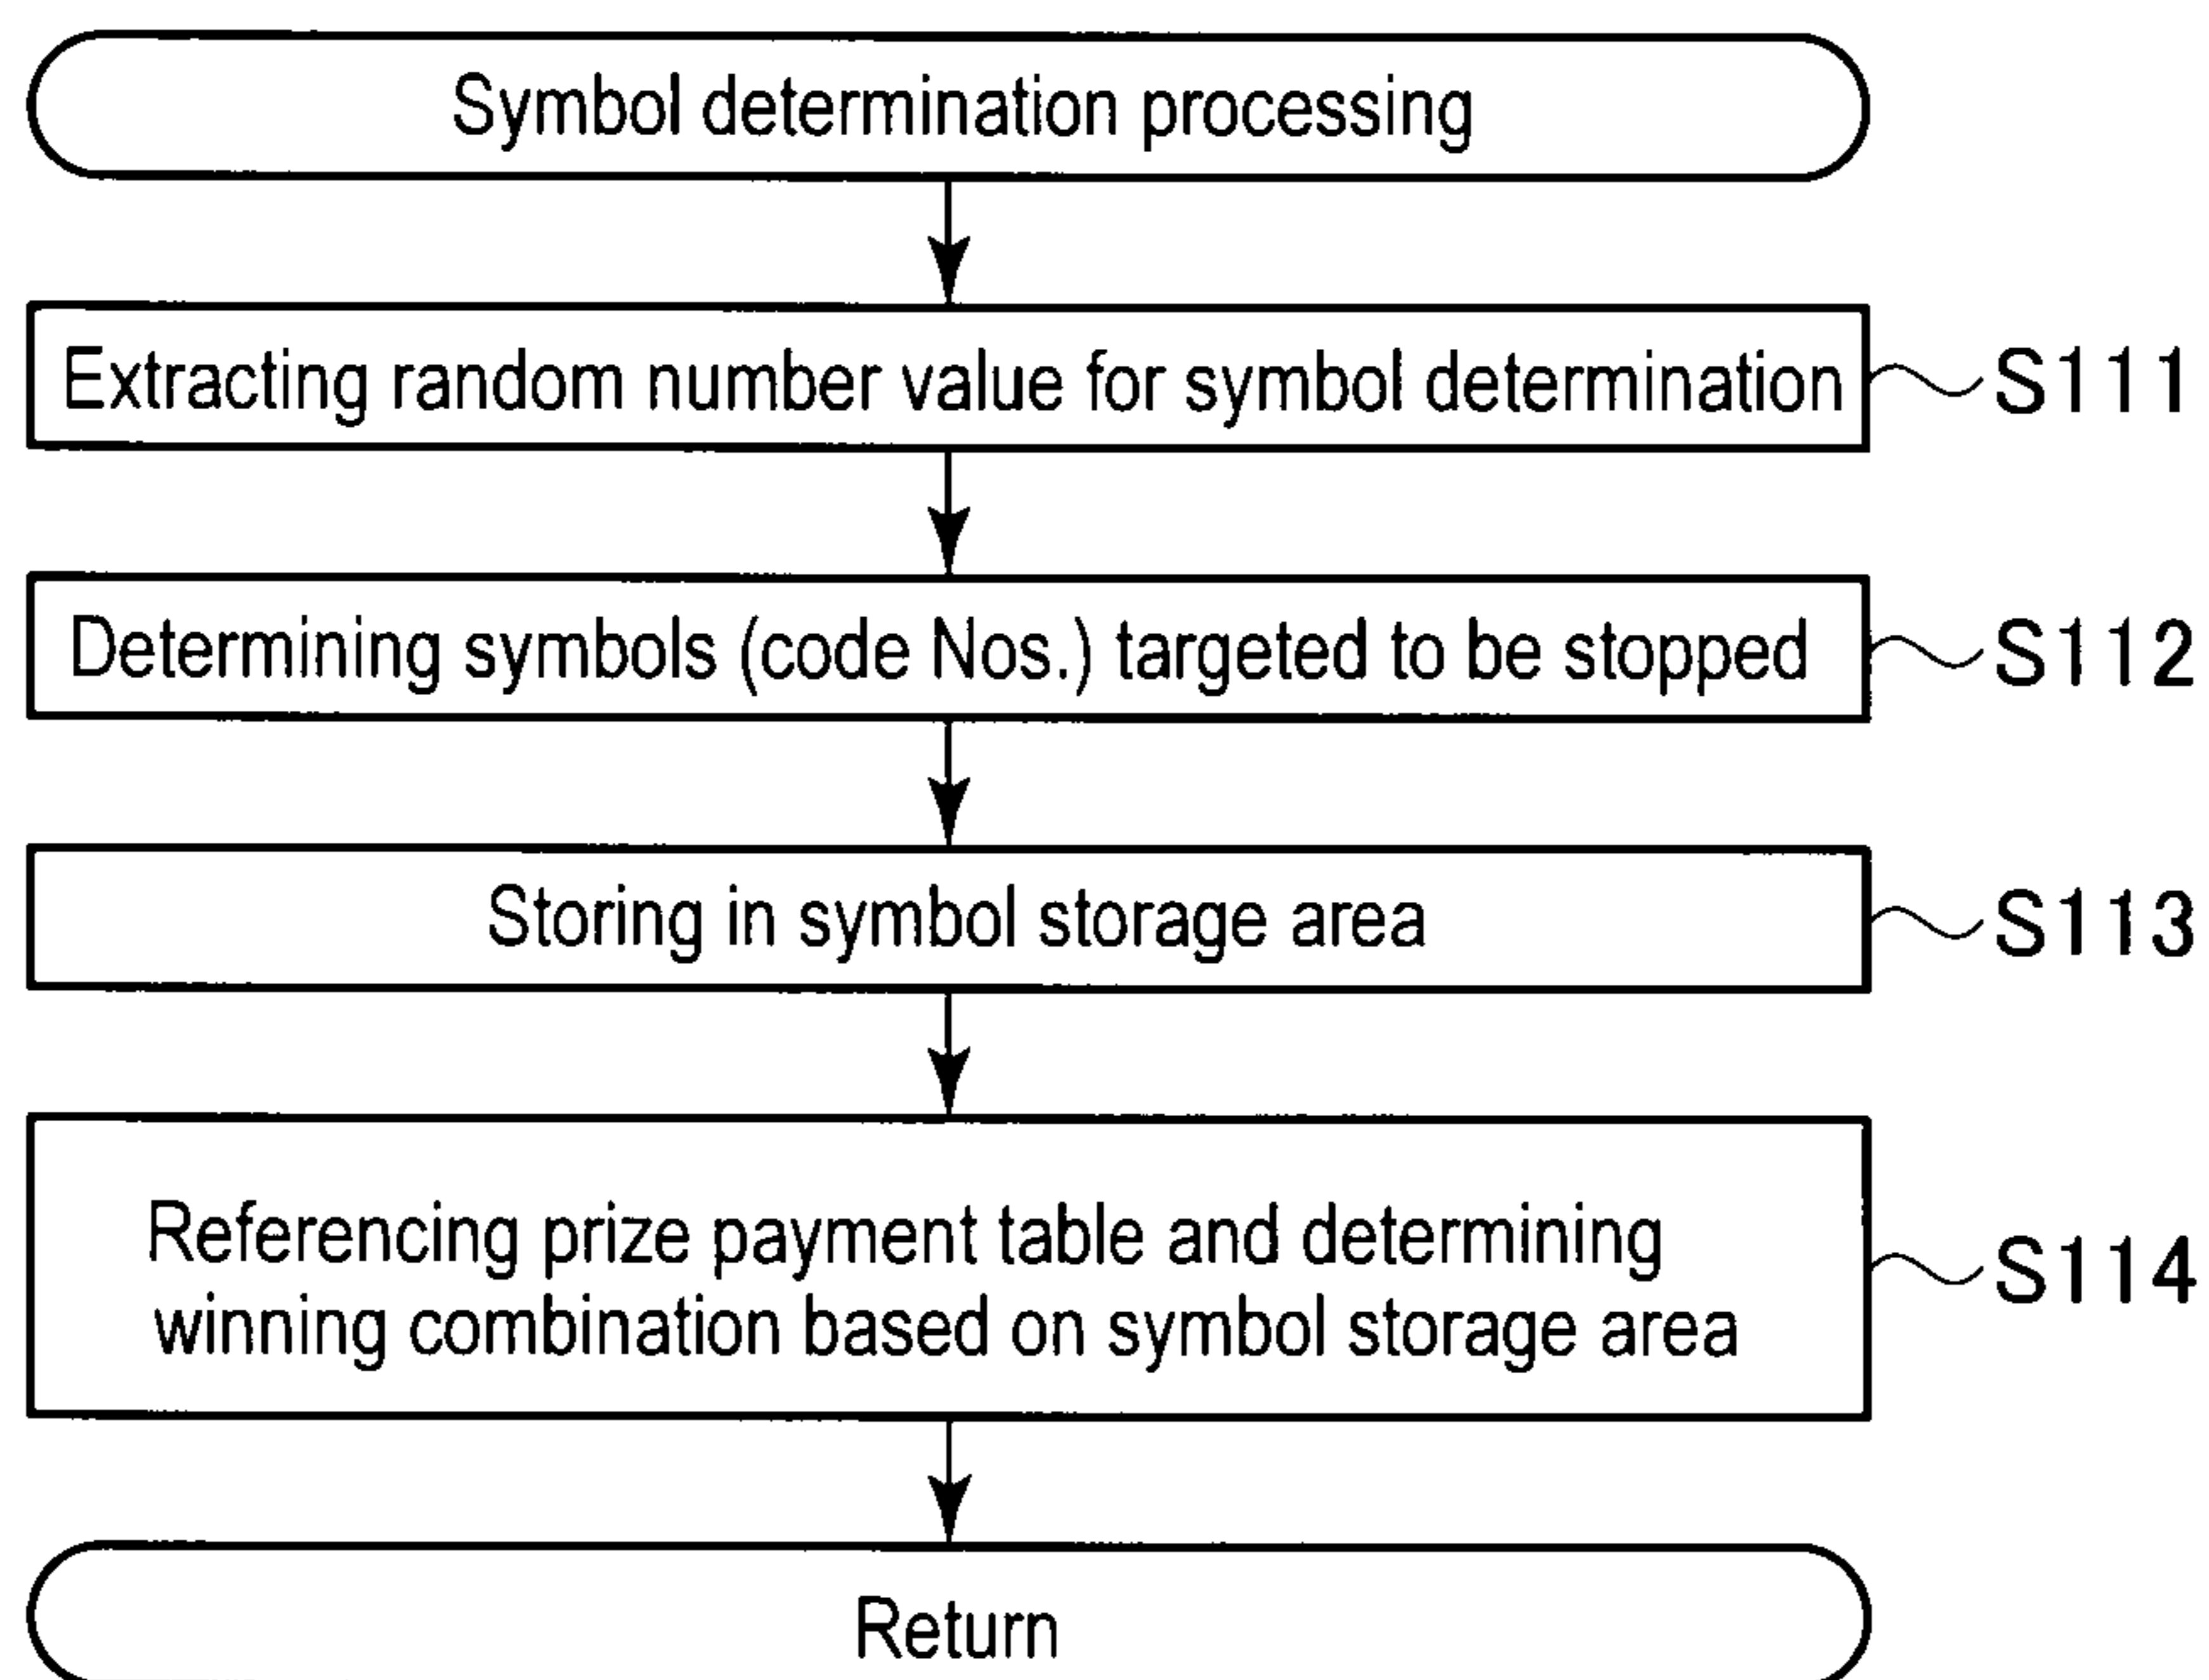 Symbol determination processing
Extracting random number value for symbol determination
S111
Determining symbols (code Nos.) targeted to be stopped
S112
Storing in symbol storage area
S113
Referencing prize payment table and determining
winning combination based on symbol storage area
S114
Return